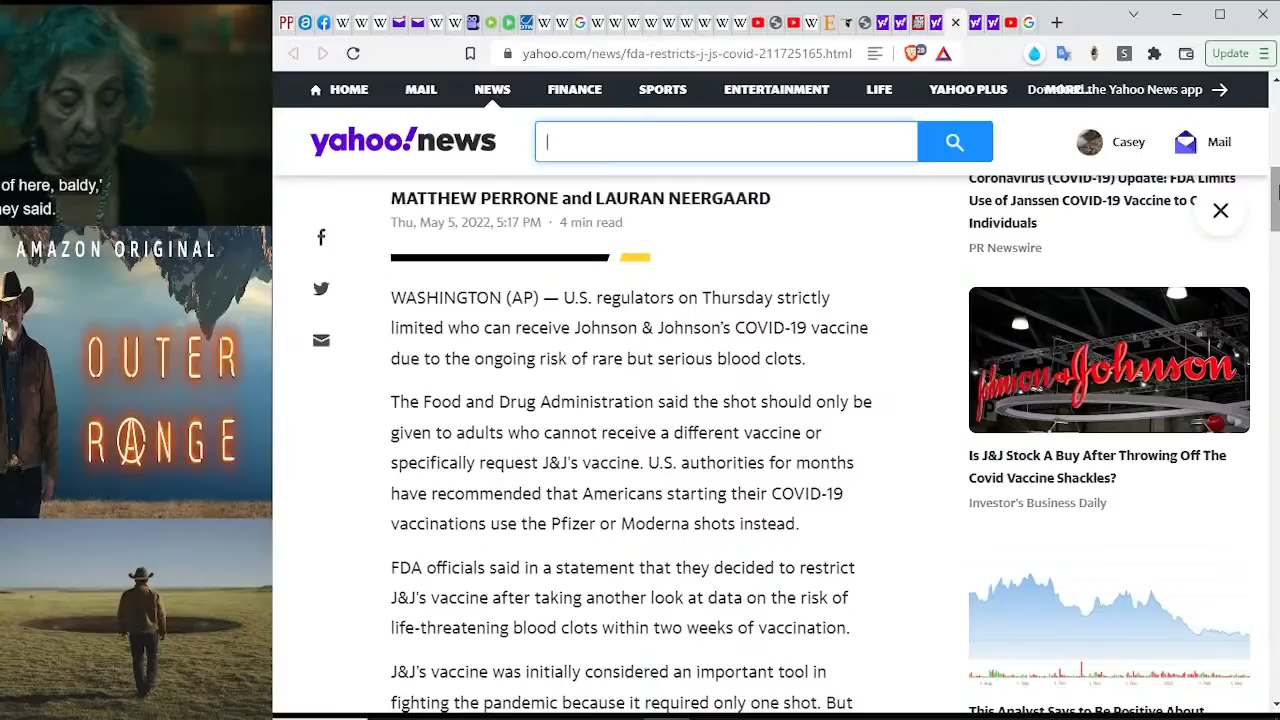 of here, baldy,'
ey said.
AMAZON ORIGINAL
OUTER
RANGE
yahoo.com/news/fda-restricts-j-js-covid-211725165.html
28
S
Update
HOME
MAIL
NEWS
FINANCE
SPORTS
ENTERTAINMENT
LIFE
YAHOO PLUS
MORE...
the Yahoo News app
yahoo!news
Casey
Mail
MATTHEW PERRONE and LAURAN NEERGAARD
Thu, May 5, 2022, 5:17 PM · 4 min read
WASHINGTON (AP) — U.S. regulators on Thursday strictly
limited who can receive Johnson & Johnson's COVID-19 vaccine
due to the ongoing risk of rare but serious blood clots.
The Food and Drug Administration said the shot should only be
given to adults who cannot receive a different vaccine or
specifically request J&J's vaccine. U.S. authorities for months
have recommended that Americans starting their COVID-19
vaccinations use the Pfizer or Moderna shots instead.
FDA officials said in a statement that they decided to restrict
J&J's vaccine after taking another look at data on the risk of
life-threatening blood clots within two weeks of vaccination.
J&J's vaccine was initially considered an important tool in
fighting the pandemic because it required only one shot. But
Coronavirus (COVID-19) Update: FDA Limits
Use of Janssen COVID-19 Vaccine to C
Individuals
PR Newswire
Johnson & Johnson
Is J&J Stock A Buy After Throwing Off The
Covid Vaccine Shackles?
Investor's Business Daily
This Analyst Says to Be Positive About